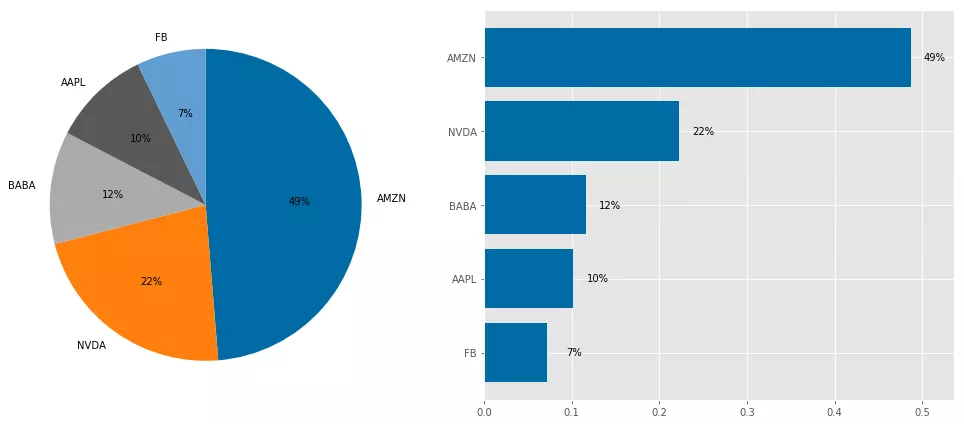 FB
AAPL
7%
10%
BABA
12%
49%
AMZN
22%
NVDA
AMZN
49%
NVDA
22%
BABA
12%
AAPL
10%
FB
7%
0.0 0.1 0.2 0.3 0.4 0.5